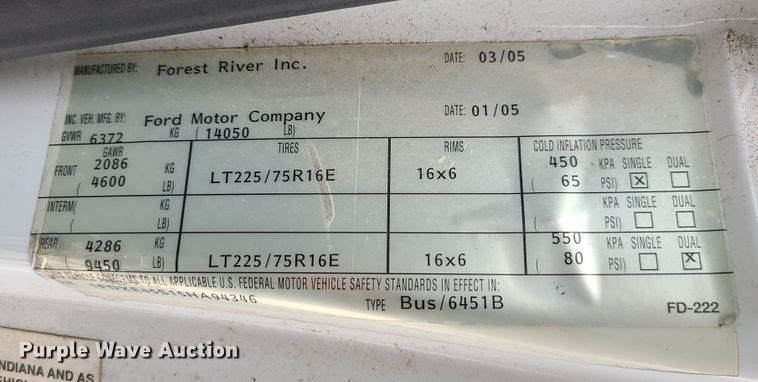 MANUFACTURED BY: Forest River Inc. DATE: 03/05
INC. VEH. MFG. BY: Ford Motor Company DATE: 01/05
GVWR 6372 KG (14050 LB)
GAWR TIRES RIMS COLD INFLATION PRESSURE
FRONT 2086 KG LT225/75R16E 16x6 450 KPA SINGLE DUAL
( 4600 LB) ( 65 PSI) X
INTERM( KG KPA SINGLE DUAL
( LB) ( PSI)
REAR 4286 KG LT225/75R16E 16x6 550 KPA SINGLE DUAL
( 9450 LB) ( 80 PSI) X
VEHICLE CONFORMS TO ALL APPLICABLE U.S. FEDERAL MOTOR VEHICLE SAFETY STANDARDS IN EFFECT IN:
TYPE Bus/6451B FD-222
Purple Wave Auction
INDIANA AND AS